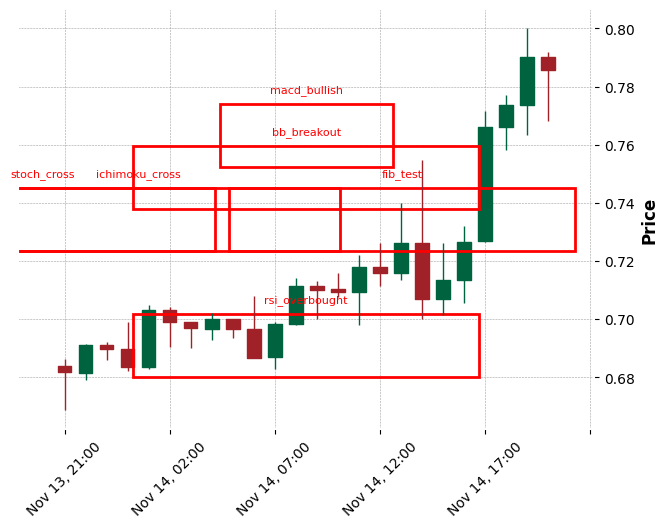 0.80
macd_bullish
0.78
bb_breakout
0.76
stoch_cross ichimoku_cross fib_test
0.74
Price
0.72
rsi_overbought
0.70
0.68
Nov 13, 21:00
Nov 14, 02:00
Nov 14, 07:00
Nov 14, 12:00
Nov 14, 17:00